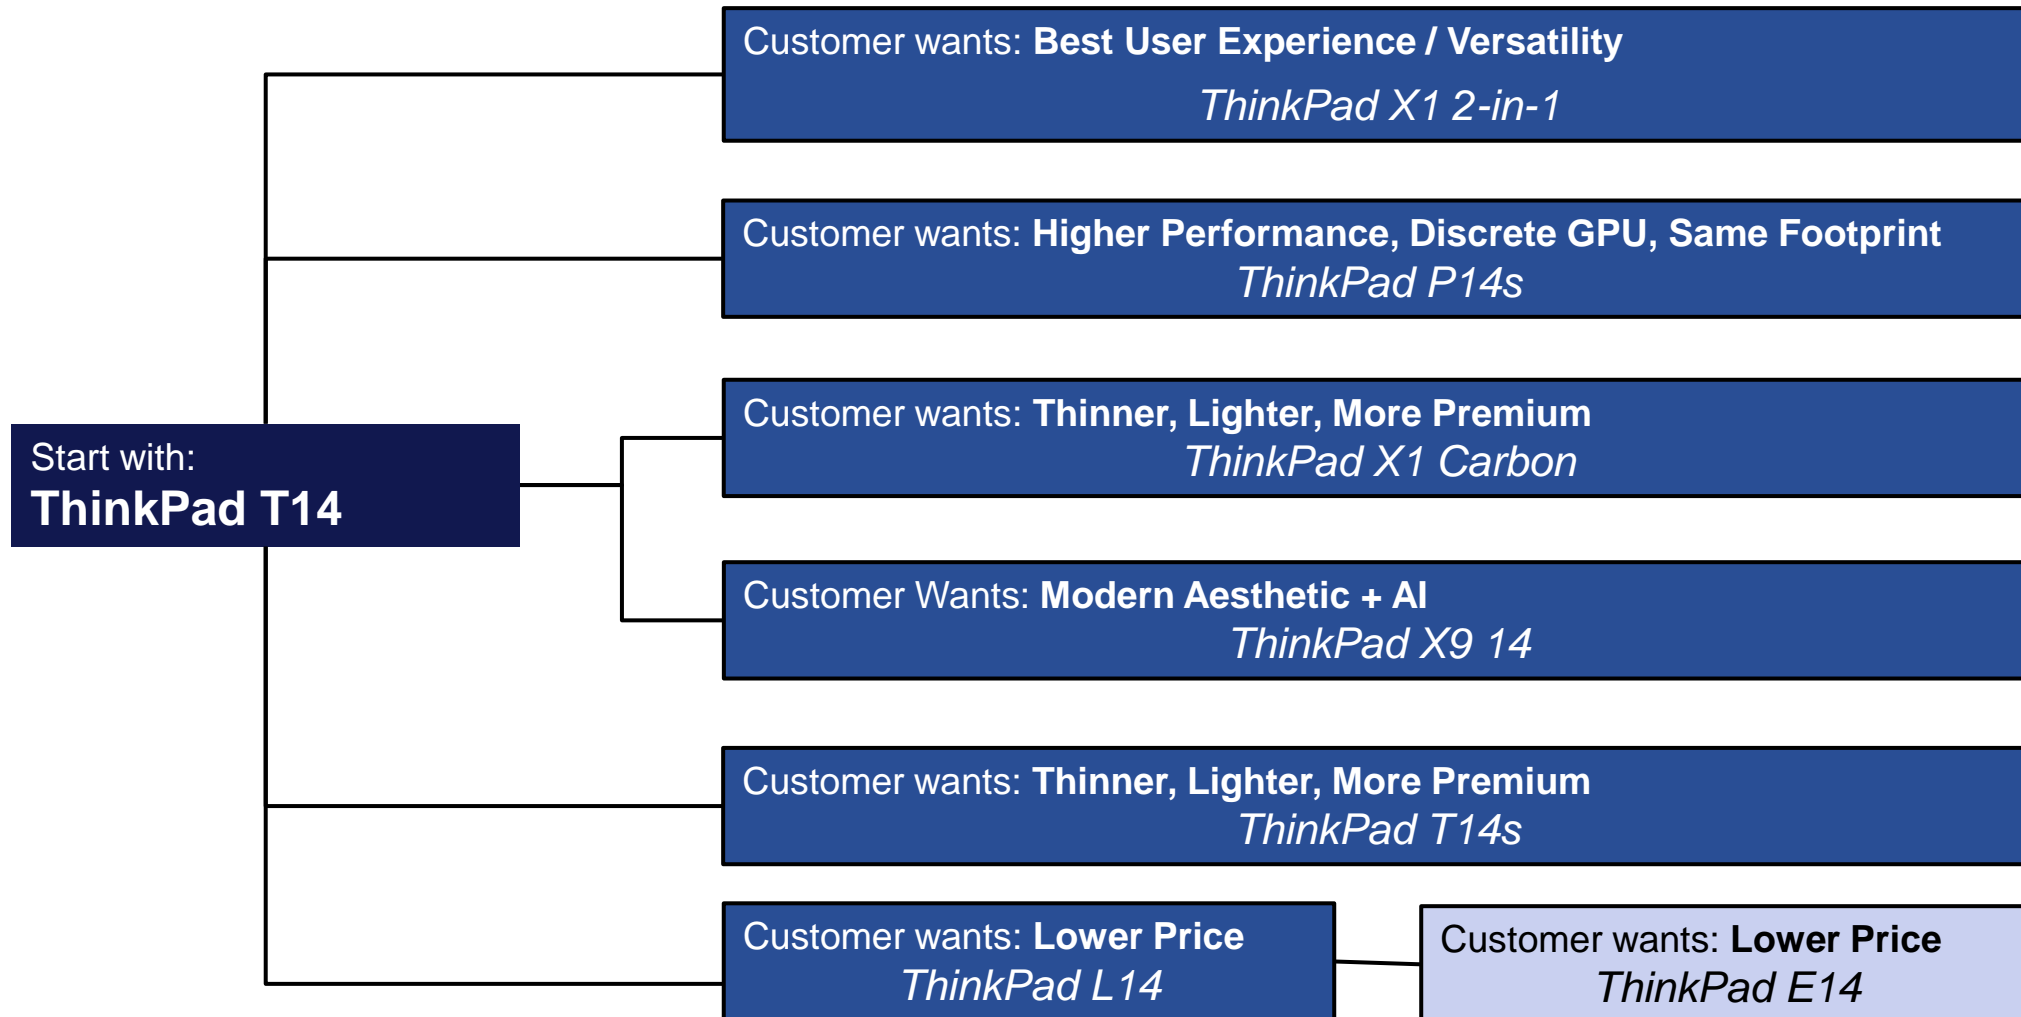 Customer wants: Best User Experience / Versatility
ThinkPad X1 2-in-1
Customer wants: Higher Performance, Discrete GPU, Same Footprint
ThinkPad P14s
Customer wants: Thinner, Lighter, More Premium
ThinkPad X1 Carbon
Start with:
ThinkPad T14
Customer Wants: Modern Aesthetic + AI
ThinkPad X9 14
Customer wants: Thinner, Lighter, More Premium
ThinkPad T14s
Customer wants: Lower Price
ThinkPad L14
Customer wants: Lower Price
ThinkPad E14